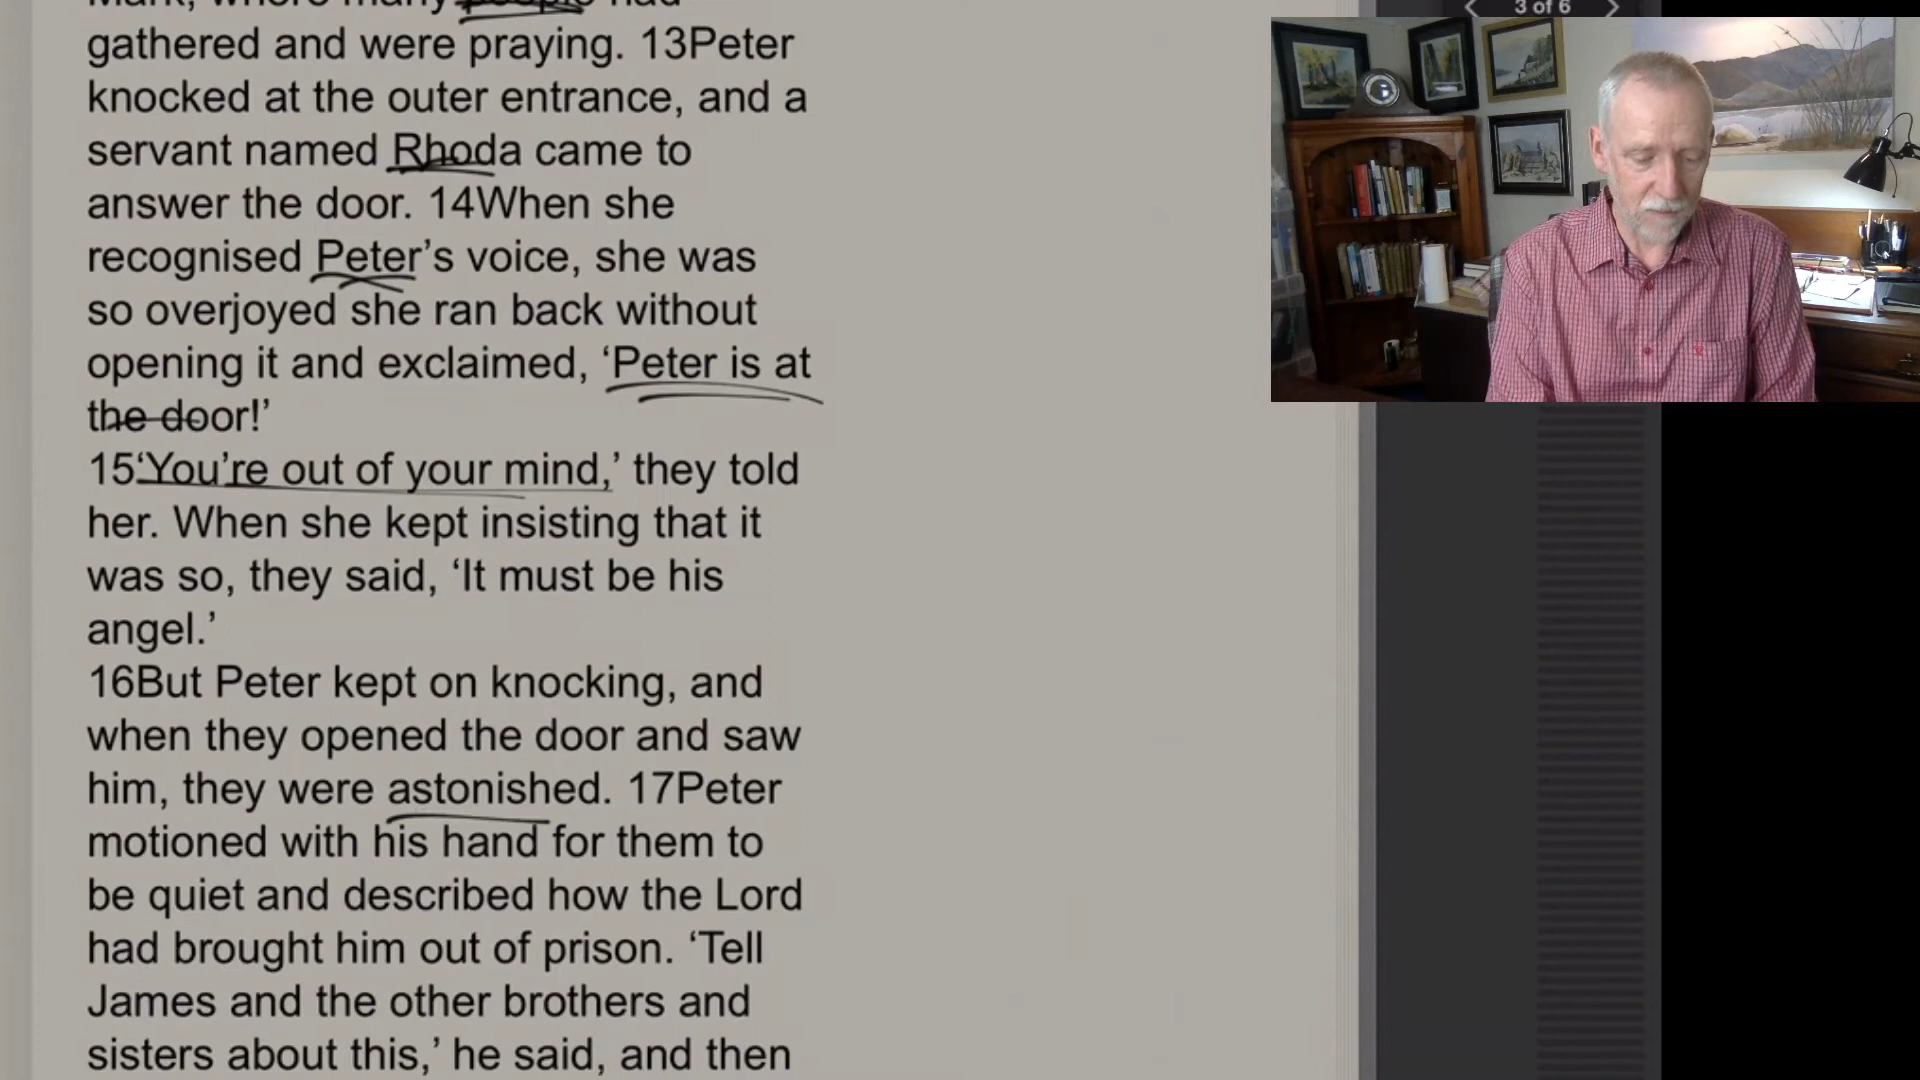 Mark, where many people had
3 of 6
gathered and were praying. 13Peter
knocked at the outer entrance, and a
servant named Rhoda came to
answer the door. 14When she
recognised Peter’s voice, she was
so overjoyed she ran back without
opening it and exclaimed, ‘Peter is at
the door!’
15‘You’re out of your mind,’ they told
her. When she kept insisting that it
was so, they said, ‘It must be his
angel.’
16But Peter kept on knocking, and
when they opened the door and saw
him, they were astonished. 17Peter
motioned with his hand for them to
be quiet and described how the Lord
had brought him out of prison. ‘Tell
James and the other brothers and
sisters about this,’ he said, and then